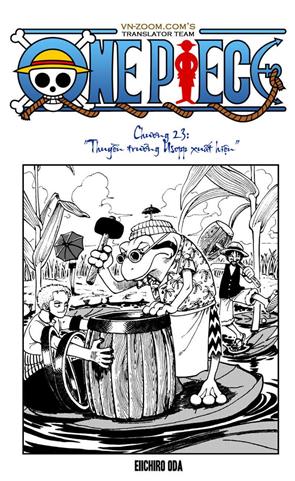 VN-ZOOM.COM'S
TRANSLATOR TEAM
ONE PIECE
Chương 23:
"Thuyền trưởng Usopp xuất hiện"
EIICHIRO ODA